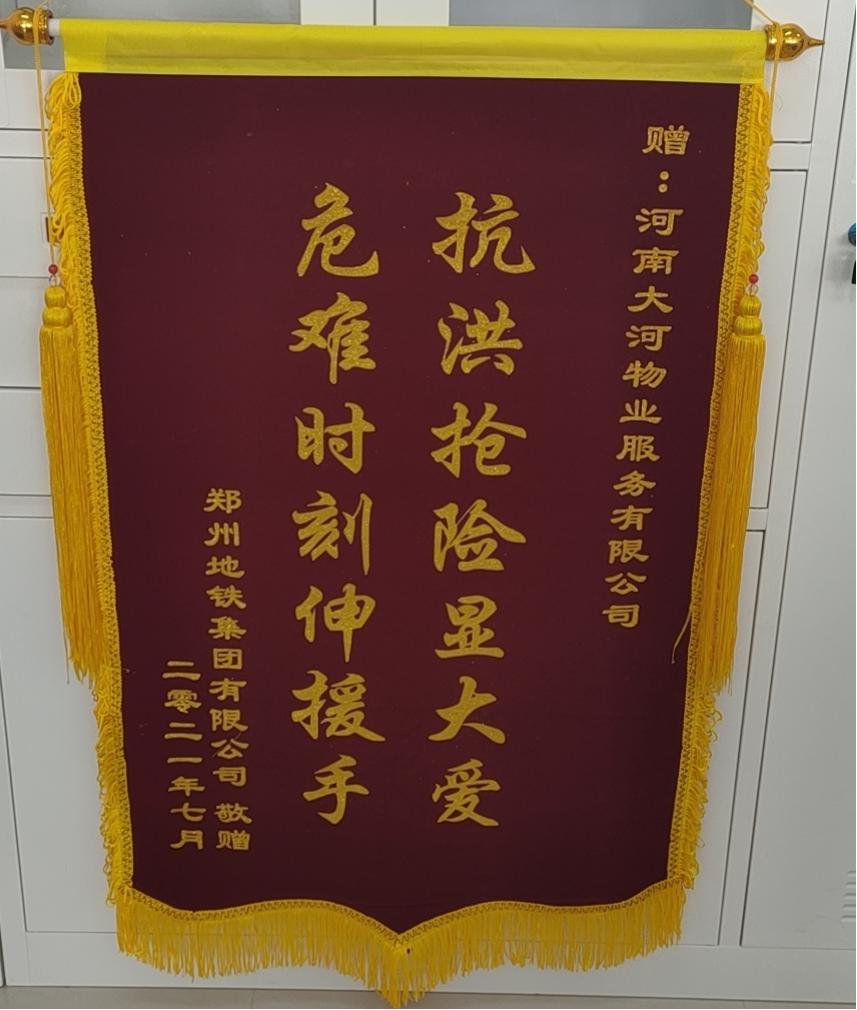 赠：河南大河物业服务有限公司
抗洪抢险显大爱
危难时刻伸援手
郑州地铁集团有限公司 敬赠
二零二一年七月